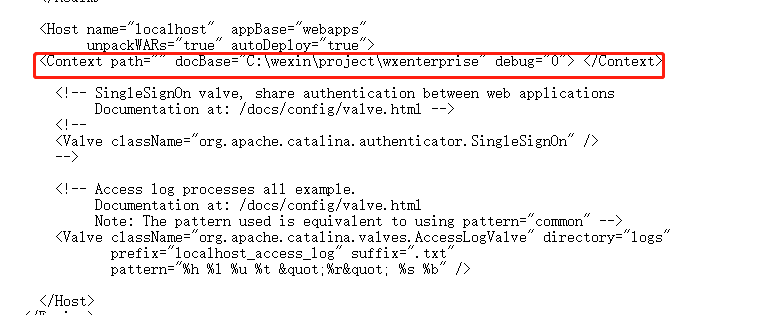 <Host name="localhost"  appBase="webapps"
unpackWARs="true" autoDeploy="true">
<Context path="" docBase="C:\wexin\project\wxenterprise" debug="0"> </Context>
<!-- SingleSignOn valve, share authentication between web applications
Documentation at: /docs/config/valve.html -->
<!--
<Valve className="org.apache.catalina.authenticator.SingleSignOn" />
-->
<!-- Access log processes all example.
Documentation at: /docs/config/valve.html
Note: The pattern used is equivalent to using pattern="common" -->
<Valve className="org.apache.catalina.valves.AccessLogValve" directory="logs"
prefix="localhost_access_log" suffix=".txt"
pattern="%h %l %u %t &quot;%r&quot; %s %b" />
</Host>